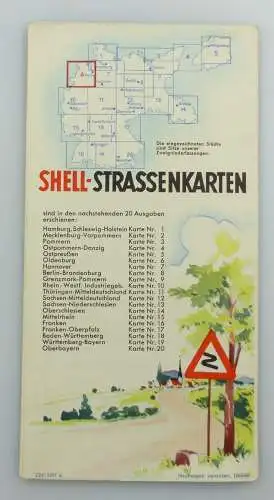 Die eingezeichneten Städte
sind Sitze unserer
Zweigniederlassungen.
SHELL-STRASSENKARTEN
sind in den nachstehenden 20 Ausgaben
erschienen:
Hamburg, Schleswig-Holstein Karte Nr. 1
Mecklenburg-Vorpommern Karte Nr. 2
Pommern Karte Nr. 3
Ostpommern-Danzig Karte Nr. 4
Ostpreußen Karte Nr. 5
Oldenburg Karte Nr. 6
Hannover Karte Nr. 7
Berlin-Brandenburg Karte Nr. 8
Grenzmark-Pommern Karte Nr. 9
Rhein. Westf. Industriegeb. Karte Nr. 10
Thüringen-Mitteldeutschland Karte Nr. 11
Sachsen-Mitteldeutschland Karte Nr. 12
Sachsen-Niederschlesien Karte Nr. 13
Oberschlesien Karte Nr. 14
Mittelrhein Karte Nr. 15
Franken Karte Nr. 16
Franken-Oberpfalz Karte Nr. 17
Baden-Württemberg Karte Nr. 18
Württemberg-Bayern Karte Nr. 19
Oberbayern Karte Nr. 20